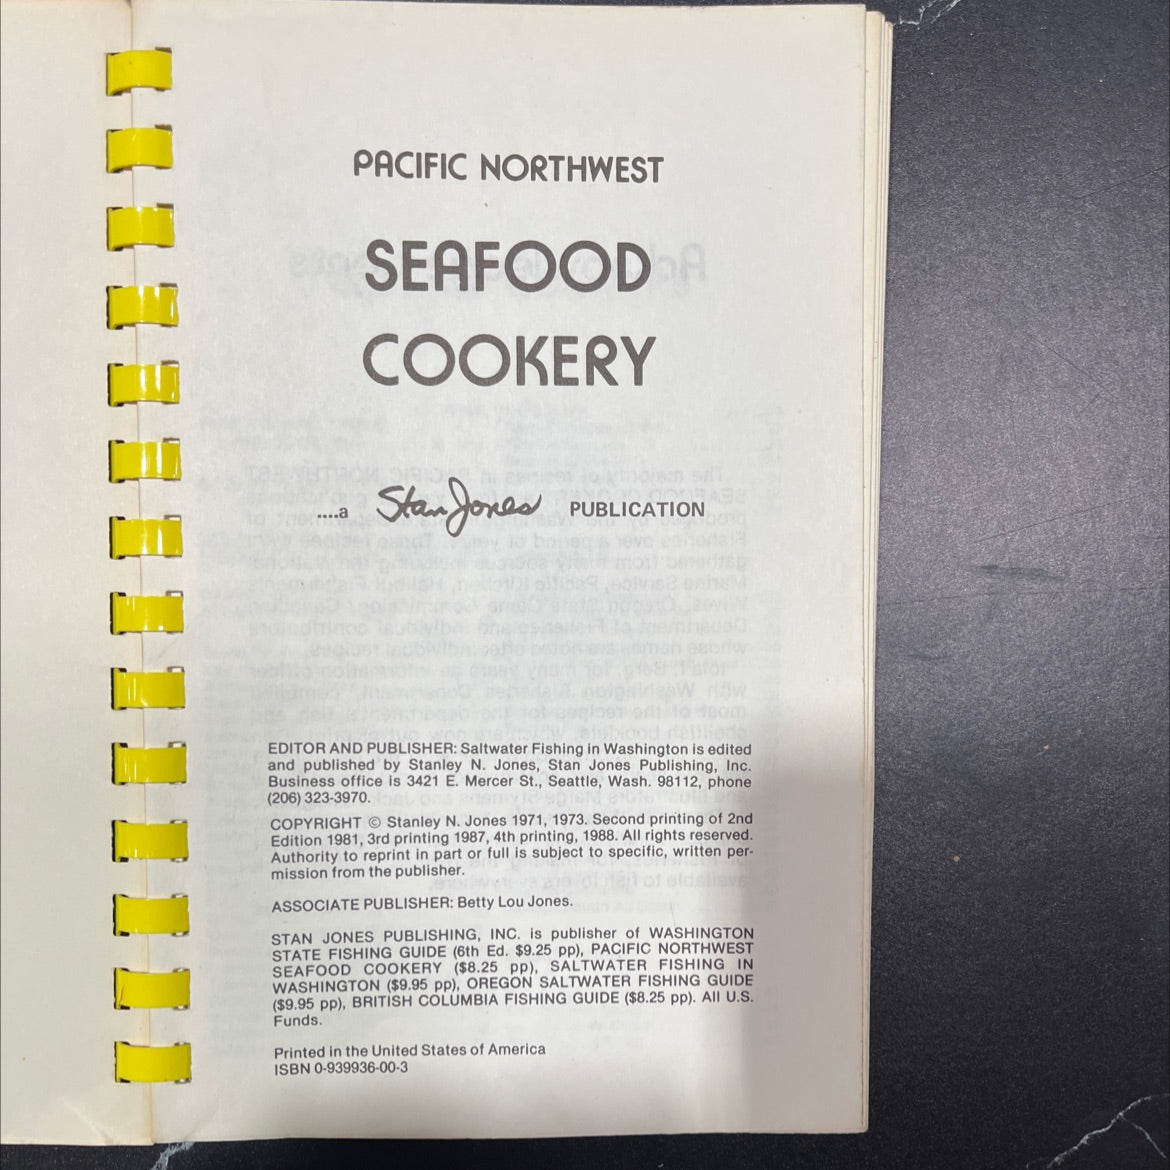 PACIFIC NORTHWEST
SEAFOOD
COOKERY
....a Stan Jones PUBLICATION
EDITOR AND PUBLISHER: Saltwater Fishing in Washington is edited
and published by Stanley N. Jones, Stan Jones Publishing, Inc.
Business office is 3421 E. Mercer St., Seattle, Wash. 98112, phone
(206) 323-3970.
COPYRIGHT © Stanley N. Jones 1971, 1973. Second printing of 2nd
Edition 1981, 3rd printing 1987, 4th printing, 1988. All rights reserved.
Authority to reprint in part or full is subject to specific, written per-
mission from the publisher.
ASSOCIATE PUBLISHER: Betty Lou Jones.
STAN JONES PUBLISHING, INC. is publisher of WASHINGTON
STATE FISHING GUIDE (6th Ed. $9.25 pp), PACIFIC NORTHWEST
SEAFOOD COOKERY ($8.25 pp), SALTWATER FISHING IN
WASHINGTON ($9.95 pp), OREGON SALTWATER FISHING GUIDE
($9.95 pp), BRITISH COLUMBIA FISHING GUIDE ($8.25 pp). All U.S.
Funds.
Printed in the United States of America
ISBN 0-939936-00-3